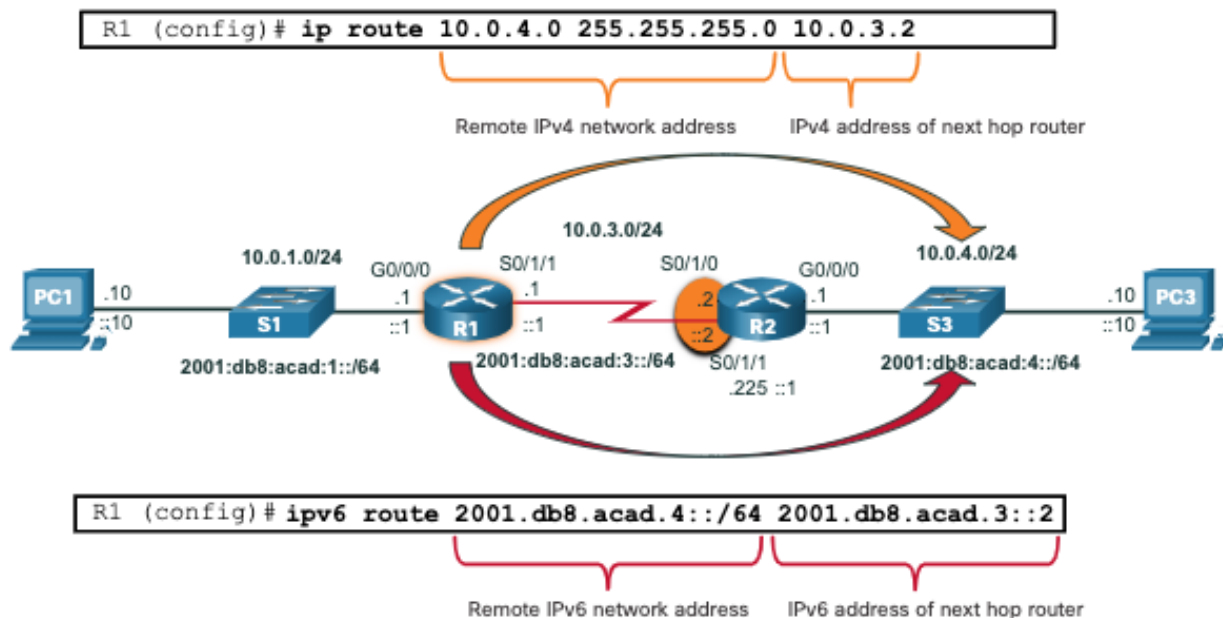 R1 (config)# ip route 10.0.4.0 255.255.255.0 10.0.3.2
Remote IPv4 network address
IPv4 address of next hop router
10.0.3.0/24
10.0.1.0/24
10.0.4.0/24
G0/0/0
S0/1/1
S0/1/0
G0/0/0
PC1
.10
::10
S1
.1
::1
R1
.1
::1
.2
::2
R2
.1
::1
S3
.10
::10
PC3
2001:db8:acad:1::/64
2001:db8:acad:3::/64
S0/1/1
2001:db8:acad:4::/64
.225 ::1
R1 (config)# ipv6 route 2001.db8.acad.4::/64 2001.db8.acad.3::2
Remote IPv6 network address
IPv6 address of next hop router